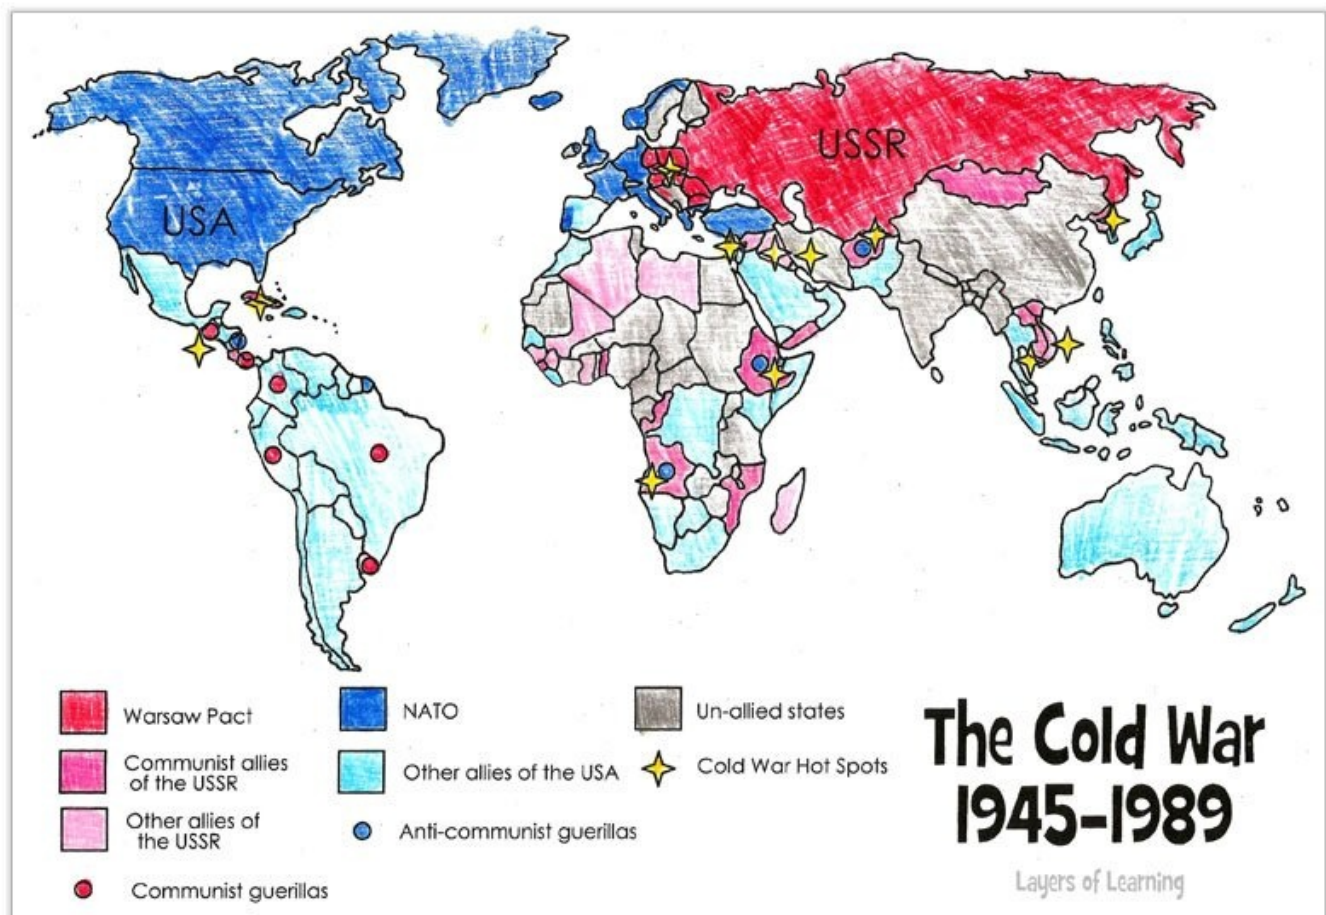 USSR
USA
Warsaw Pact
Communist allies
of the USSR
Other allies of
the USSR
Communist guerillas
NATO
Other allies of the USA
Anti-communist guerillas
Un-allied states
Cold War Hot Spots
The Cold War
1945-1989
Layers of Learning